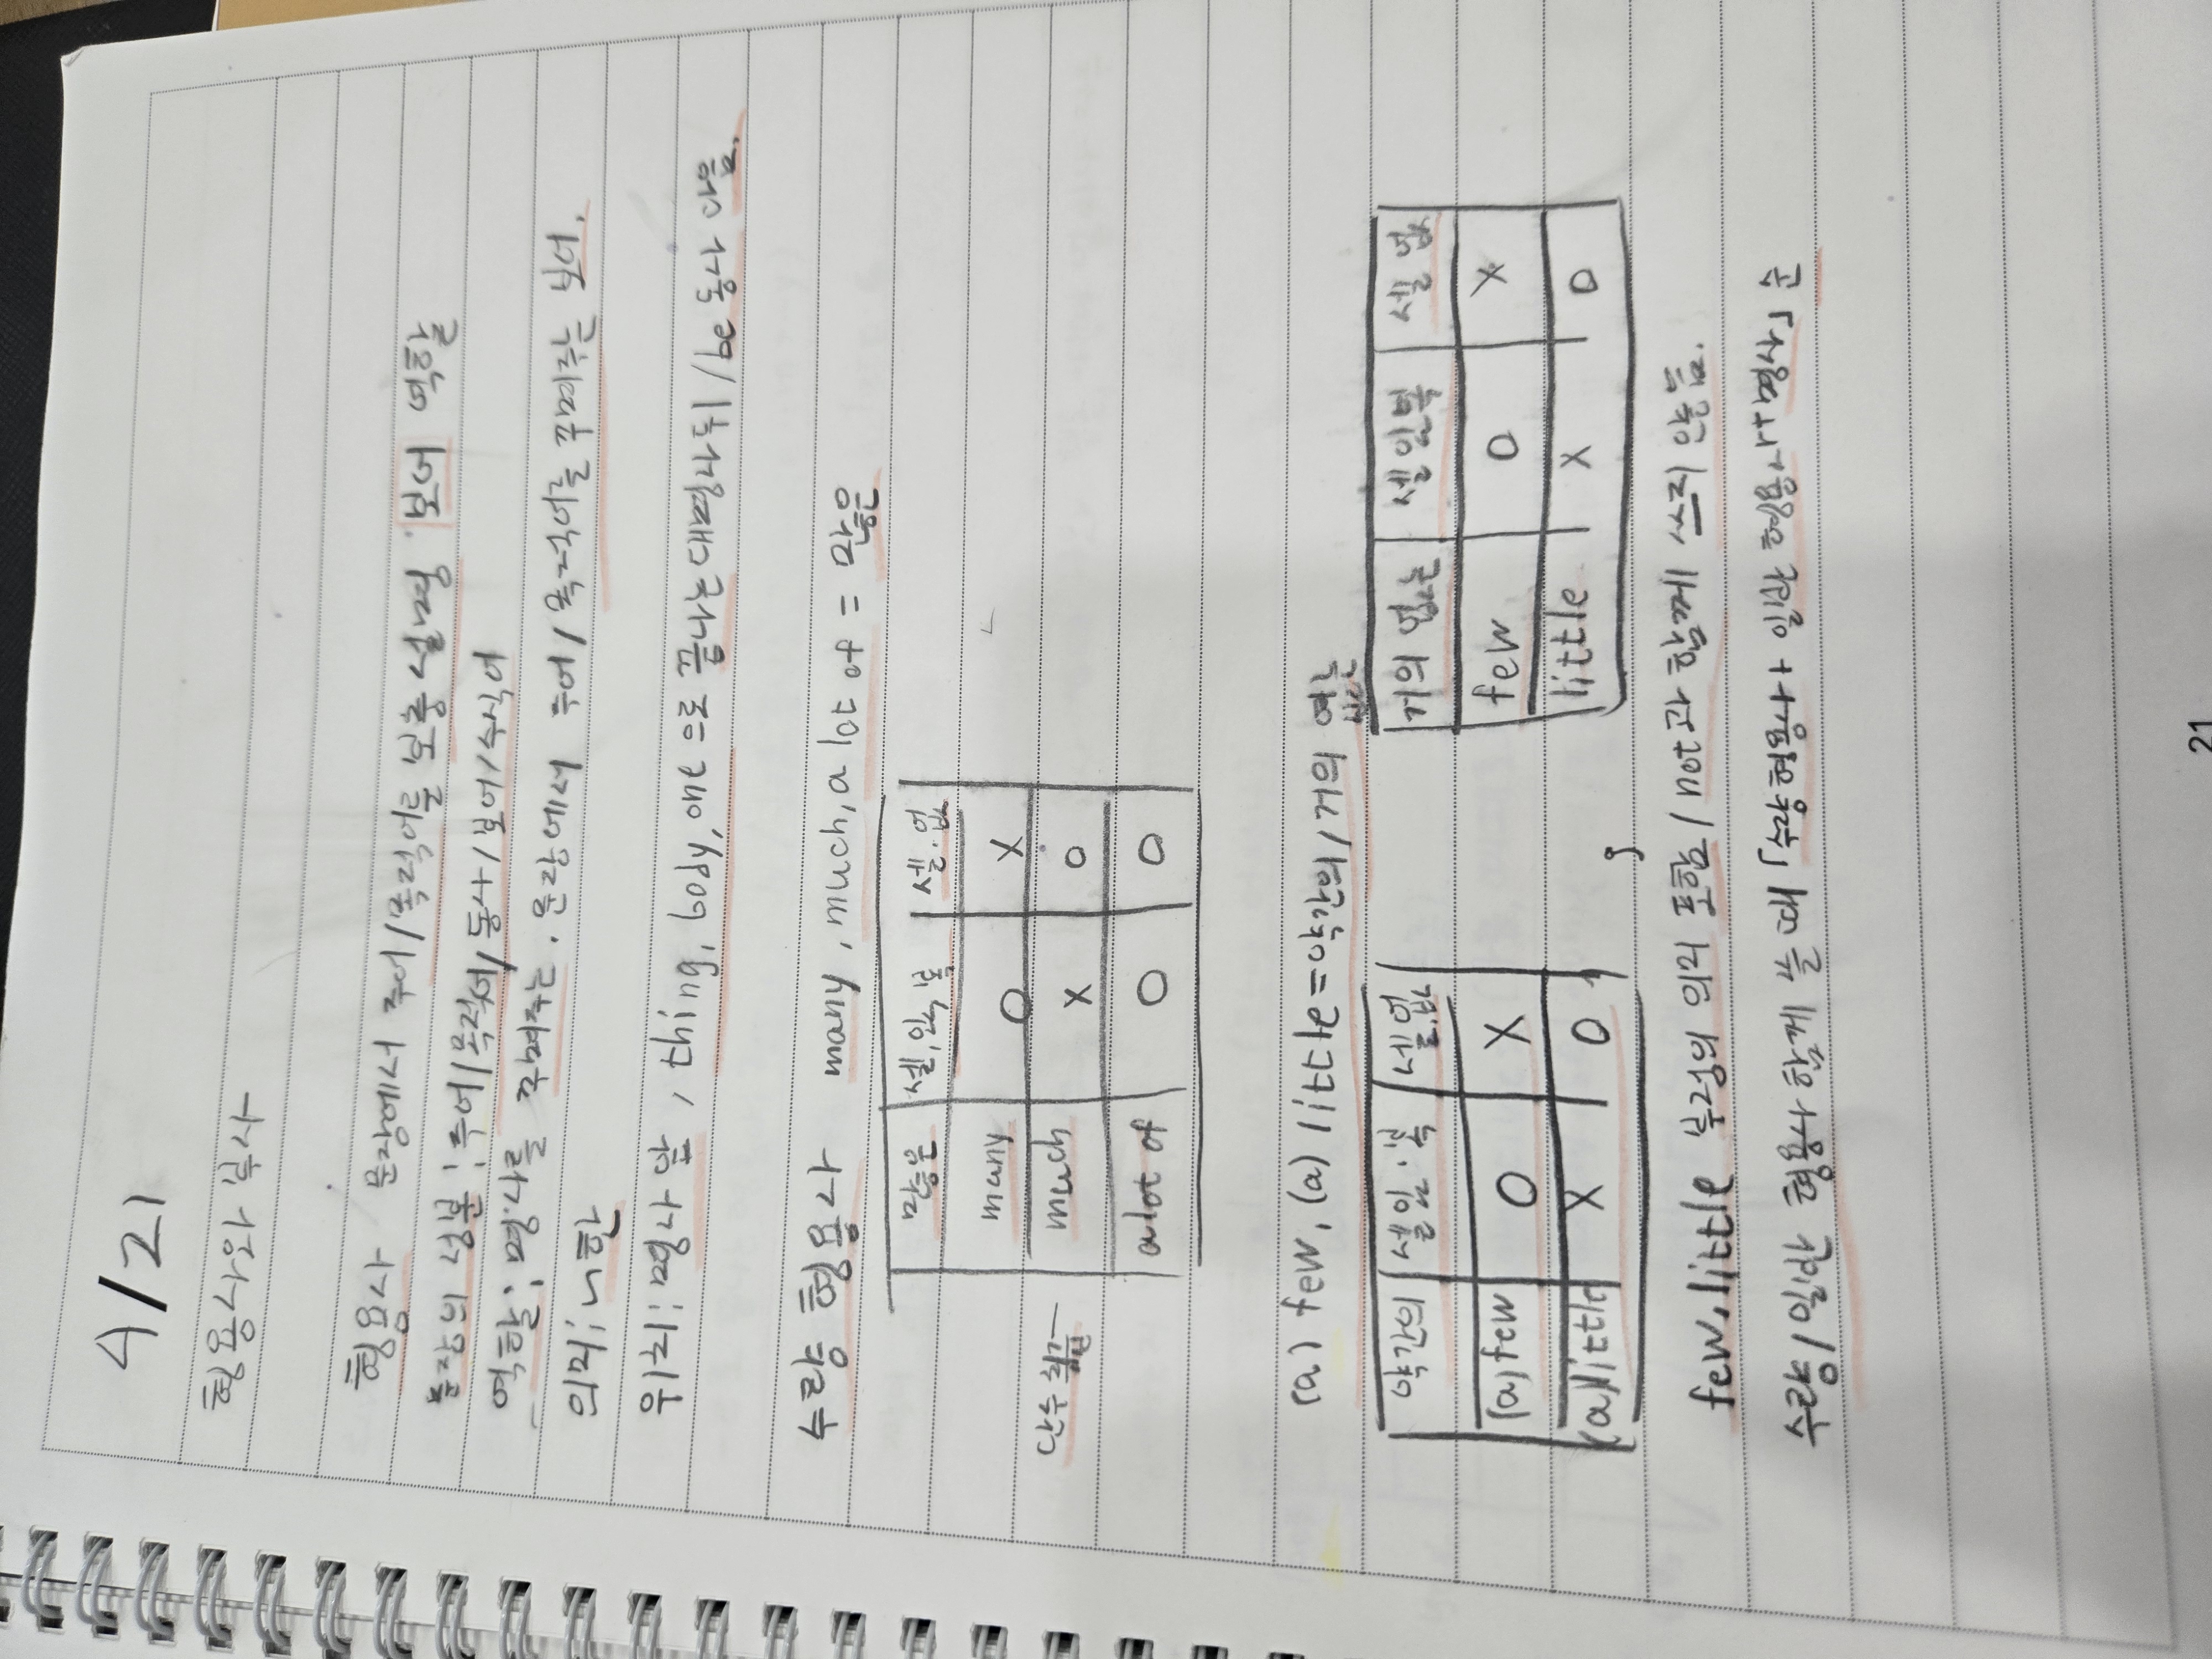 4/21
형용사와 부사
형용사 문장에서 주어/목적어를 보충 설명 보어 역할
문장의 성분; 주어/목적어/동사/보어/수식어
역할; 명사를 꾸며주는. 문장에서 주어/목적어를 꾸며주는 보어.
의미; ~한
위치; 명사 앞, thing, body, one 으로 끝나는 대명사 뒤 /be 동사 다음.
수량 형용사 many, much, a lot of = 많은
많은 셀,있,복 셀.없
many O X
단수 취급 much X O
a lot of O O
(a) few, (a) little = 약간의/거의 없는
약간의 셀있.복 셀.없
(a) few O X
(a) little X O
거의 없는 셀있복 셀없
few O X
little X O
;
few, little 부정의 의미 포함 / not과 함께 쓰지 않음.
수량/일반 형용사 함께 쓸 때 「수량형용사+일반 형용사+명사」 순
21